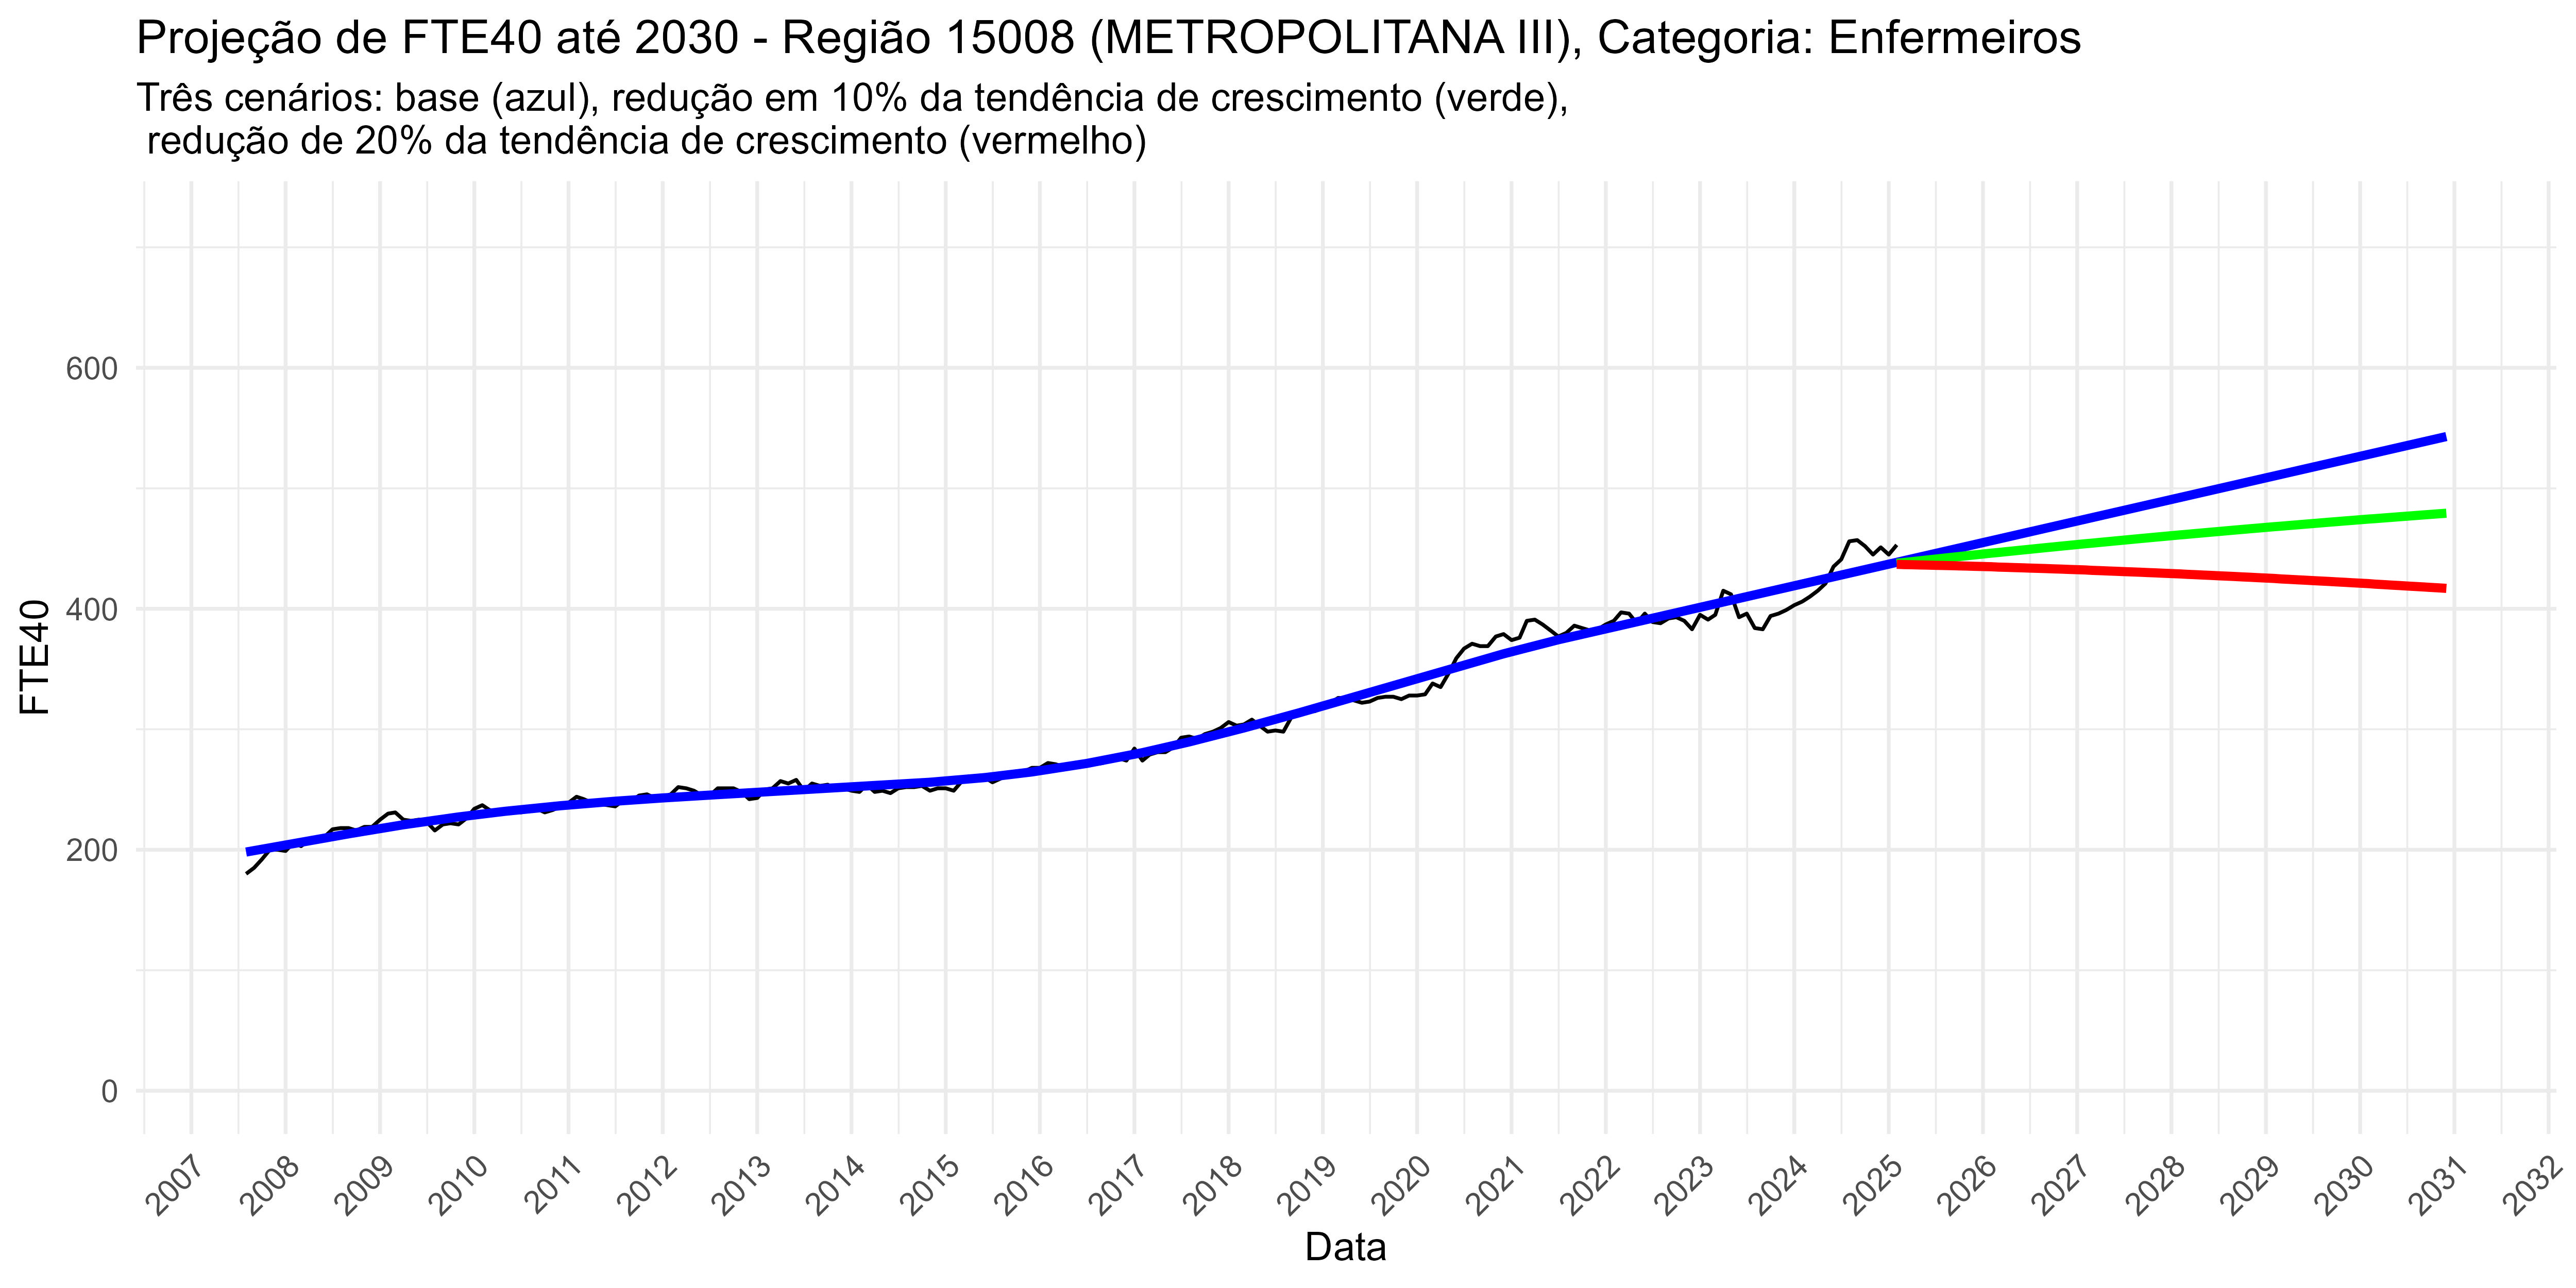 Projeção de FTE40 até 2030 - Região 15008 (METROPOLITANA III), Categoria: Enfermeiros
Três cenários: base (azul), redução em 10% da tendência de crescimento (verde),
redução de 20% da tendência de crescimento (vermelho)
FTE40
600
400
200
0
2007 2008 2009 2010 2011 2012 2013 2014 2015 2016 2017 2018 2019 2020 2021 2022 2023 2024 2025 2026 2027 2028 2029 2030 2031 2032
Data